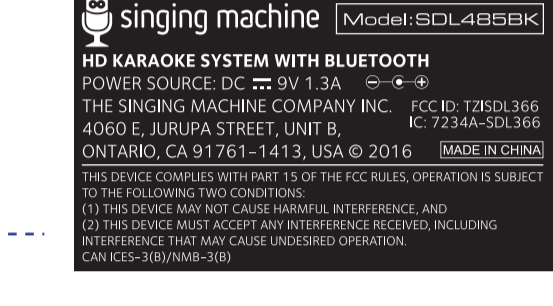 singing machine Model:SDL485BK
HD KARAOKE SYSTEM WITH BLUETOOTH
POWER SOURCE: DC ⎓ 9V 1.3A
THE SINGING MACHINE COMPANY INC. FCC ID: TZISDL366
4060 E, JURUPA STREET, UNIT B, IC: 7234A-SDL366
ONTARIO, CA 91761-1413, USA © 2016 MADE IN CHINA
THIS DEVICE COMPLIES WITH PART 15 OF THE FCC RULES, OPERATION IS SUBJECT
TO THE FOLLOWING TWO CONDITIONS:
(1) THIS DEVICE MAY NOT CAUSE HARMFUL INTERFERENCE, AND
(2) THIS DEVICE MUST ACCEPT ANY INTERFERENCE RECEIVED, INCLUDING
INTERFERENCE THAT MAY CAUSE UNDESIRED OPERATION.
CAN ICES-3(B)/NMB-3(B)